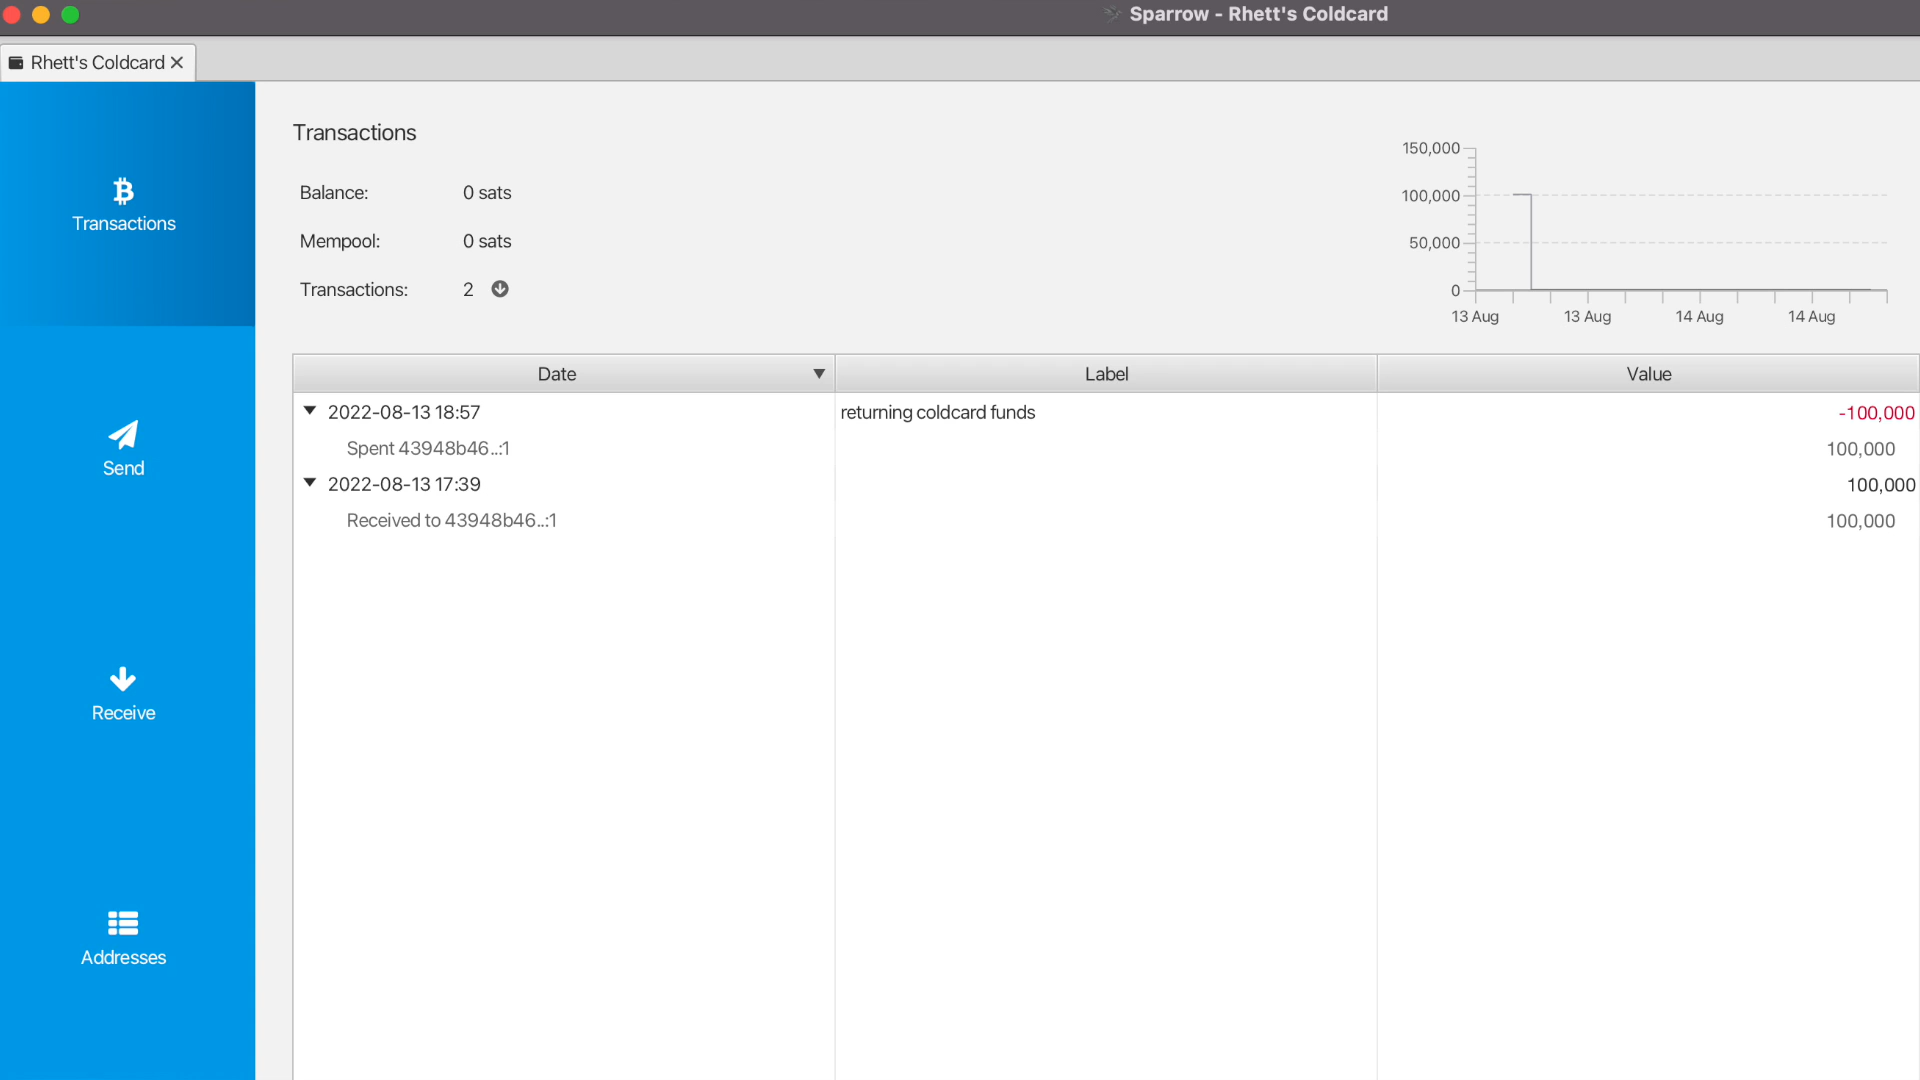 Sparrow - Rhett's Coldcard
Rhett's Coldcard
Transactions
Send
Receive
Addresses
Transactions
Balance: 0 sats
Mempool: 0 sats
Transactions: 2
150,000
100,000
50,000
0
13 Aug 13 Aug 14 Aug 14 Aug
Date Label Value
2022-08-13 18:57 returning coldcard funds -100,000
Spent 43948b46..:1 100,000
2022-08-13 17:39 100,000
Received to 43948b46..:1 100,000